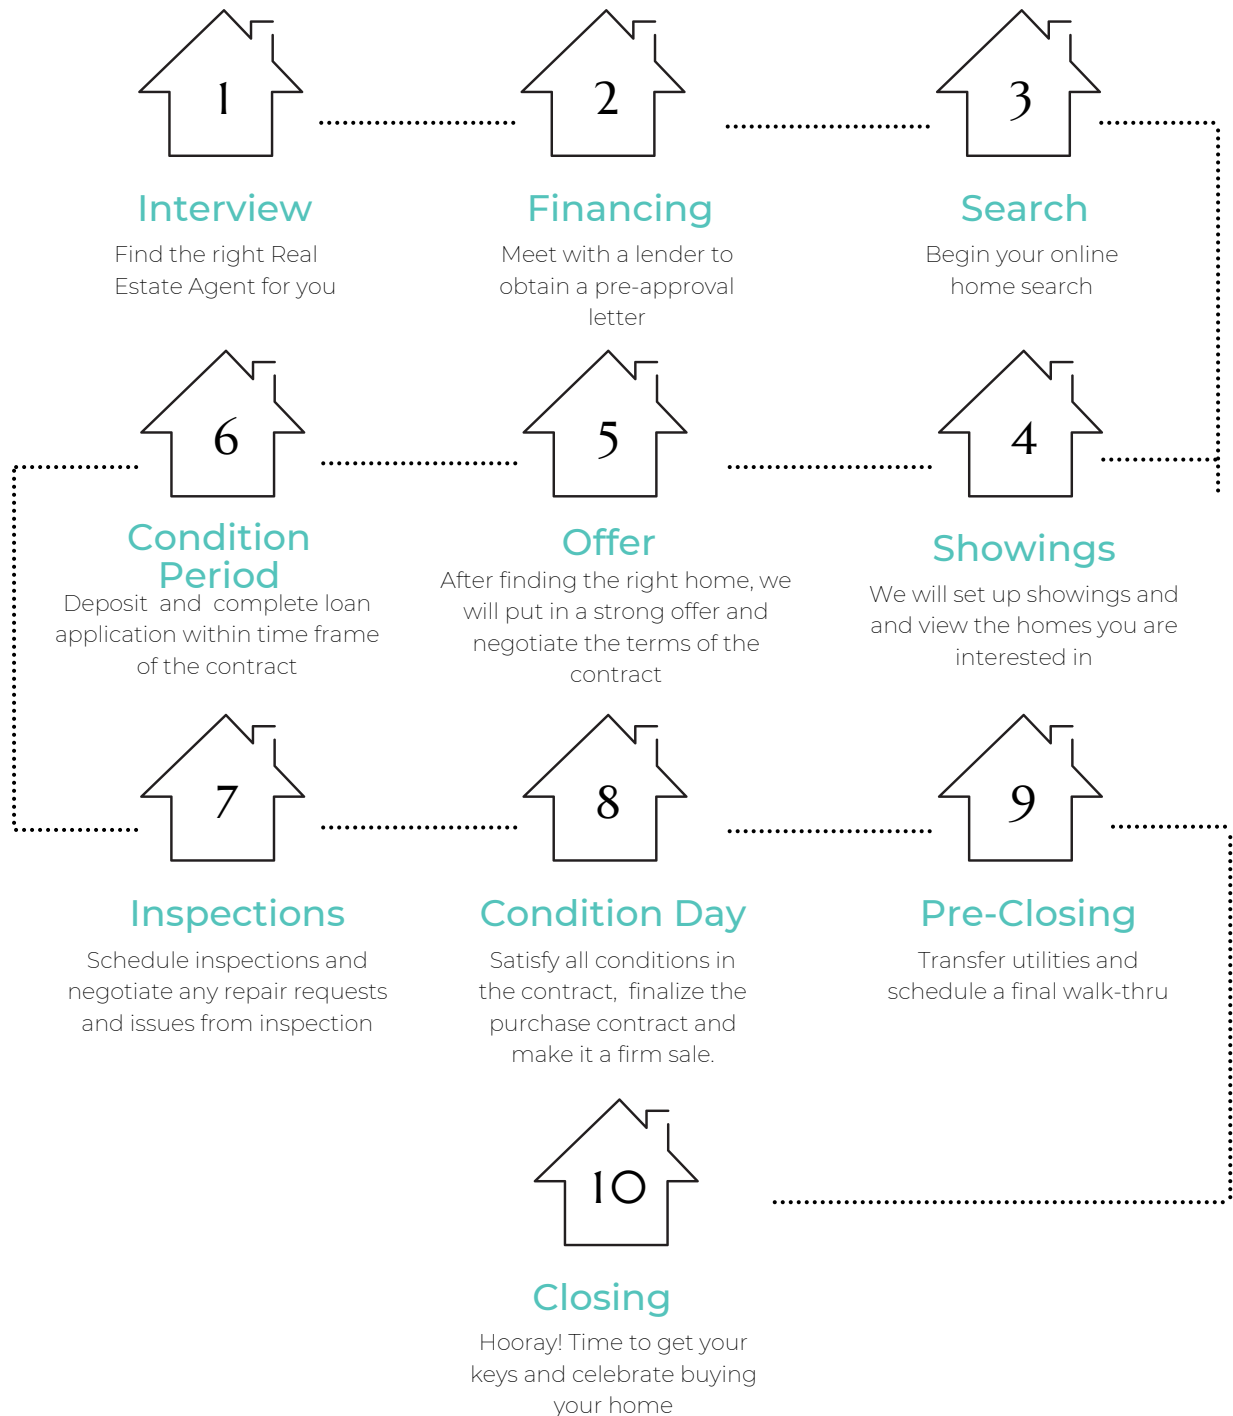 1
Interview
Find the right Real
Estate Agent for you
2
Financing
Meet with a lender to
obtain a pre-approval
letter
3
Search
Begin your online
home search
4
Showings
We will set up showings and
and view the homes you are
interested in
5
Offer
After finding the right home, we
will put in a strong offer and
negotiate the terms of the
contract
6
Condition
Period
Deposit and complete loan
application within time frame
of the contract
7
Inspections
Schedule inspections and
negotiate any repair requests
and issues from inspection
8
Condition Day
Satisfy all conditions in
the contract, finalize the
purchase contract and
make it a firm sale.
9
Pre-Closing
Transfer utilities and
schedule a final walk-thru
10
Closing
Hooray! Time to get your
keys and celebrate buying
your home